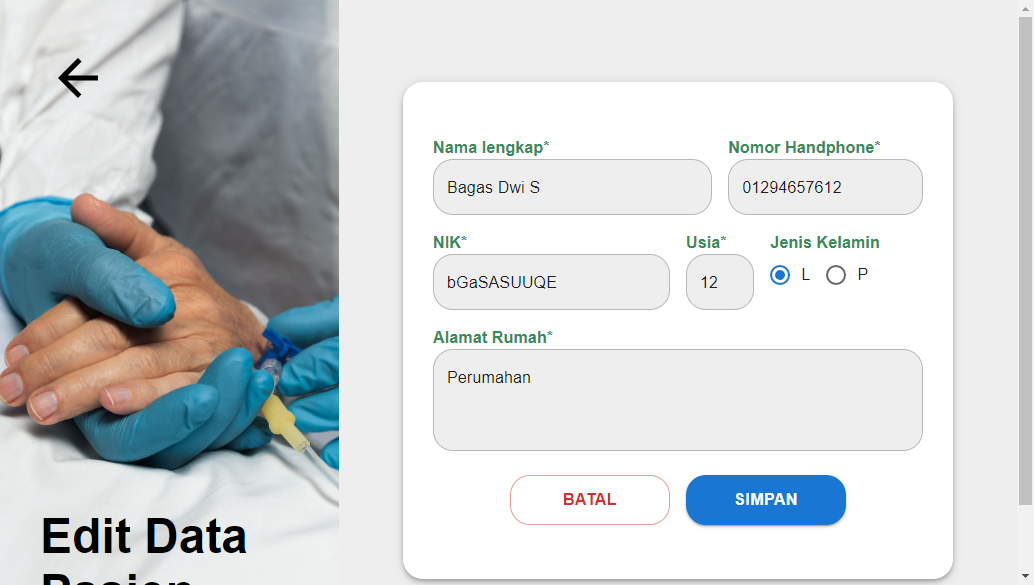 Edit Data
Pasien
Nama lengkap*
Nomor Handphone*
Bagas Dwi S
01294657612
NIK*
Usia*
Jenis Kelamin
bGaSASUUQE
12
L
P
Alamat Rumah*
Perumahan
BATAL
SIMPAN